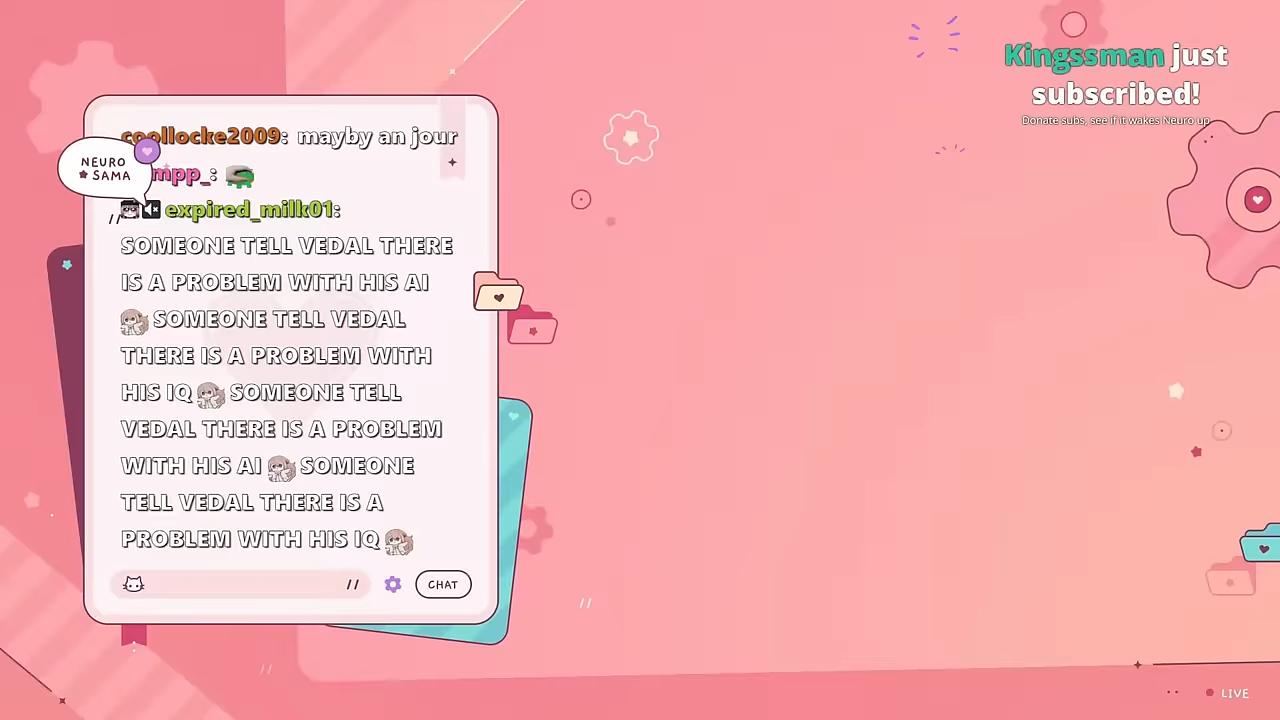 Kingssman just
subscribed!
Donate subs, see if it wakes Neuro up
coollocke2009: mayby an jour
NEURO
SAMA
mpp_:
expired_milk01:
SOMEONE TELL VEDAL THERE
IS A PROBLEM WITH HIS AI
SOMEONE TELL VEDAL
THERE IS A PROBLEM WITH
HIS IQ SOMEONE TELL
VEDAL THERE IS A PROBLEM
WITH HIS AI SOMEONE
TELL VEDAL THERE IS A
PROBLEM WITH HIS IQ
// CHAT
LIVE